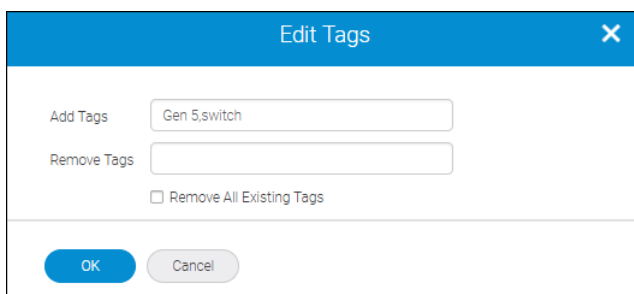 Edit Tags
Add Tags Gen 5,switch
Remove Tags
Remove All Existing Tags
OK Cancel